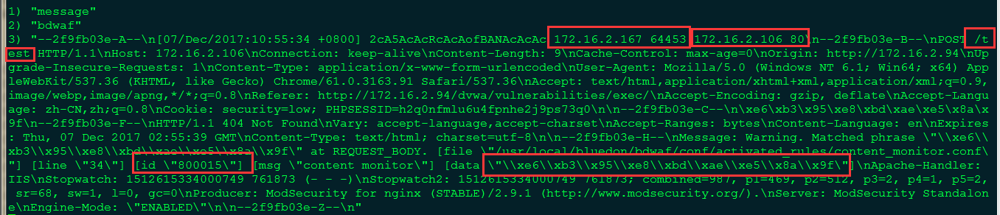 1) "message"
2) "bdwaf"
3) "--2f9fb03e-A--\n[07/Dec/2017:10:55:34 +0800] 2cA5AcAcRcAcAofBANAcAcAc 172.16.2.167 64453 172.16.2.106 80\n--2f9fb03e-B--\nPOST /t
est HTTP/1.1\nHost: 172.16.2.106\nConnection: keep-alive\nContent-Length: 9\nCache-Control: max-age=0\nOrigin: http://172.16.2.94\nUp
grade-Insecure-Requests: 1\nContent-Type: application/x-www-form-urlencoded\nUser-Agent: Mozilla/5.0 (Windows NT 6.1; Win64; x64) App
leWebKit/537.36 (KHTML, like Gecko) Chrome/61.0.3163.91 Safari/537.36\nAccept: text/html,application/xhtml+xml,application/xml;q=0.9,
image/webp,image/apng,*/*;q=0.8\nReferer: http://172.16.2.94/dvwa/vulnerabilities/exec/\nAccept-Encoding: gzip, deflate\nAccept-Langu
age: zh-CN,zh;q=0.8\nCookie: security=low; PHPSESSID=h2q0nfmlu6u4fpnhe2j9ps73q0\n\n--2f9fb03e-C--\n\xe6\xb3\x95\xe8\xbd\xae\xe5\x8a\x
9f\n--2f9fb03e-F--\nHTTP/1.1 404 Not Found\nVary: accept-language,accept-charset\nAccept-Ranges: bytes\nContent-Language: en\nExpires
: Thu, 07 Dec 2017 02:55:39 GMT\nContent-Type: text/html; charset=utf-8\n\n--2f9fb03e-H--\nMessage: Warning. Matched phrase \"\\xe6\\
xb3\\x95\\xe8\\xbd\\xae\\xe5\\x8a\\x9f\" at REQUEST_BODY. [file \"/usr/local/bluedon/bdwaf/conf/activated_rules/content_monitor.conf\
"] [line \"34\"] [id \"800015\"] [msg \"content monitor\"] [data \"\\xe6\\xb3\\x95\\xe8\\xbd\\xae\\xe5\\x8a\\x9f\"]\nApache-Handler:
IIS\nStopwatch: 1512615334000749 761873 (- - -)\nStopwatch2: 1512615334000749 761873; combined=987, p1=469, p2=512, p3=2, p4=1, p5=2,
 sr=68, sw=1, l=0, gc=0\nProducer: ModSecurity for nginx (STABLE)/2.9.1 (http://www.modsecurity.org/).\nServer: ModSecurity Standalon
e\nEngine-Mode: \"ENABLED\"\n\n--2f9fb03e-Z--\n"